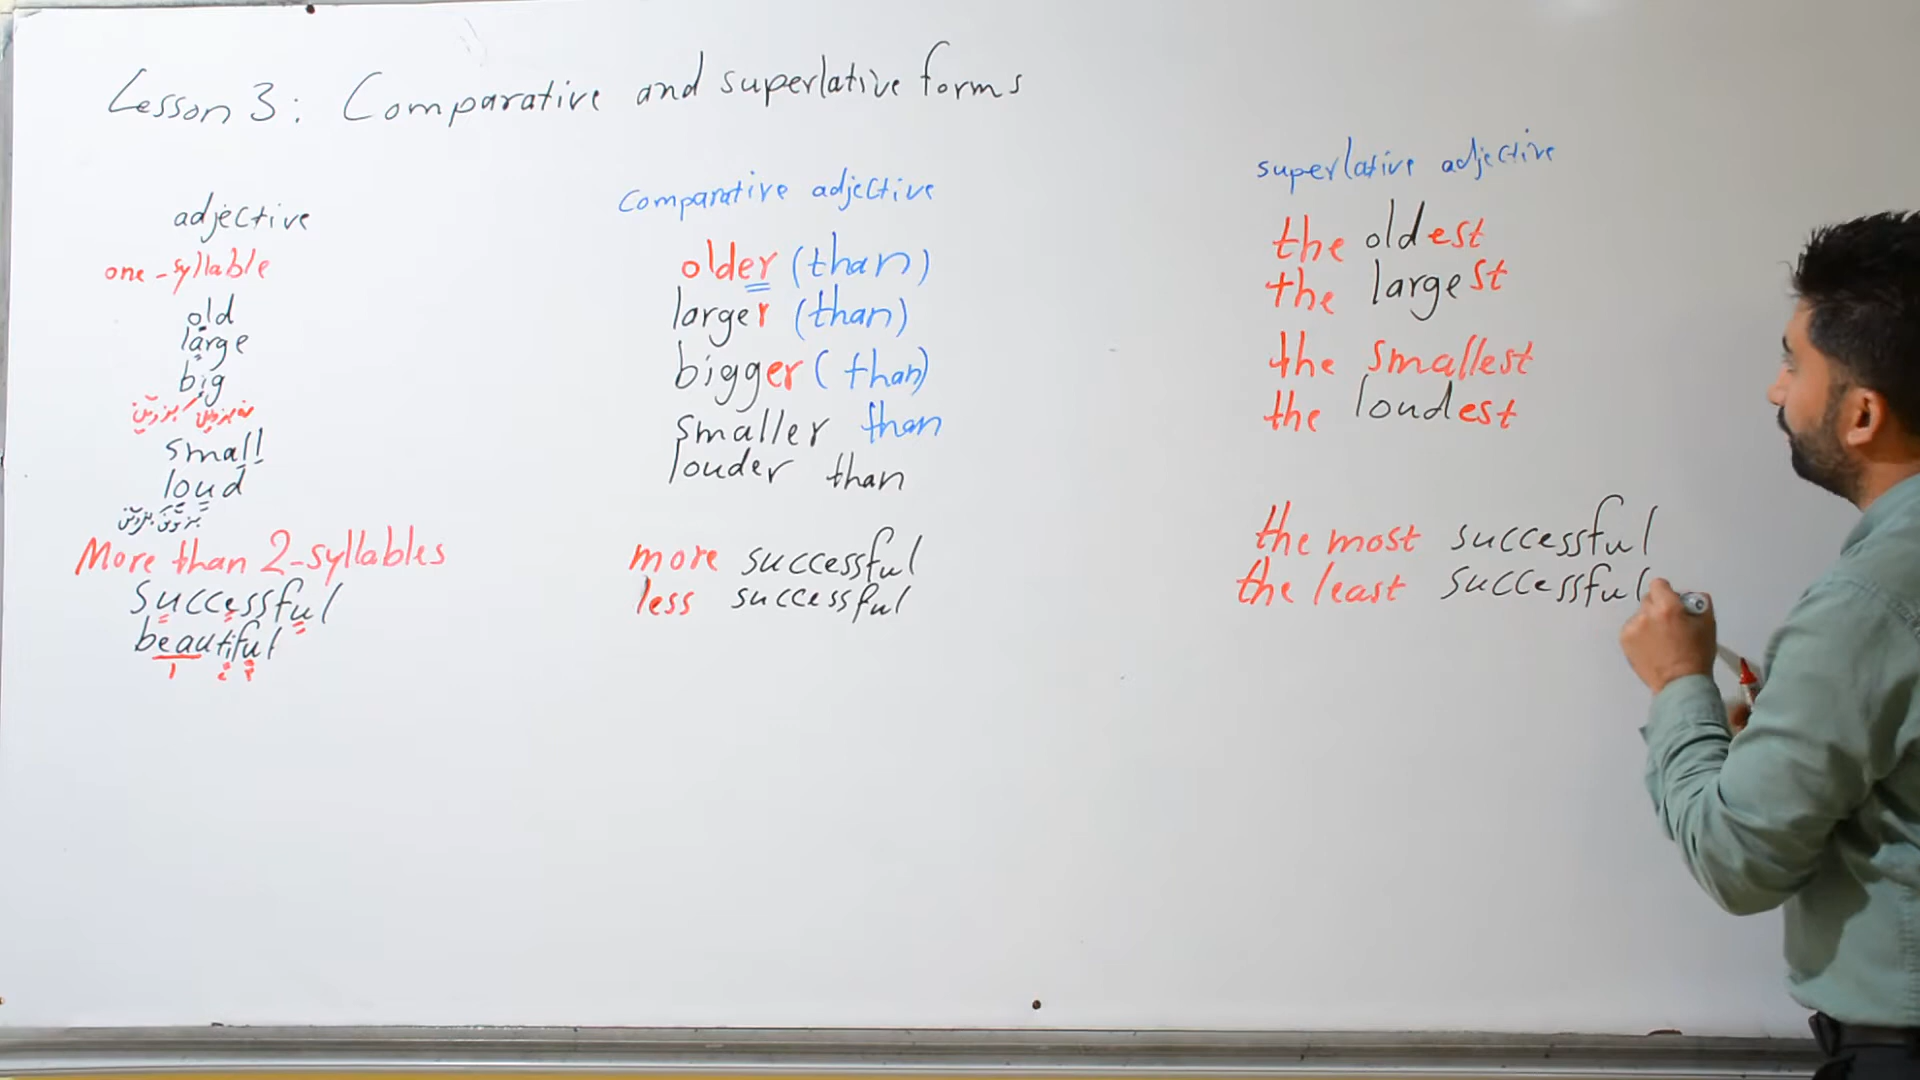 Lesson 3: Comparative and superlative forms
adjective
one-syllable
old
large
big
small
loud
More than 2-syllables
Successful
beautiful
comparative adjective
older (than)
larger (than)
bigger (than)
smaller than
louder than
more successful
less successful
superlative adjective
the oldest
the largest
the smallest
the loudest
the most successful
the least successful